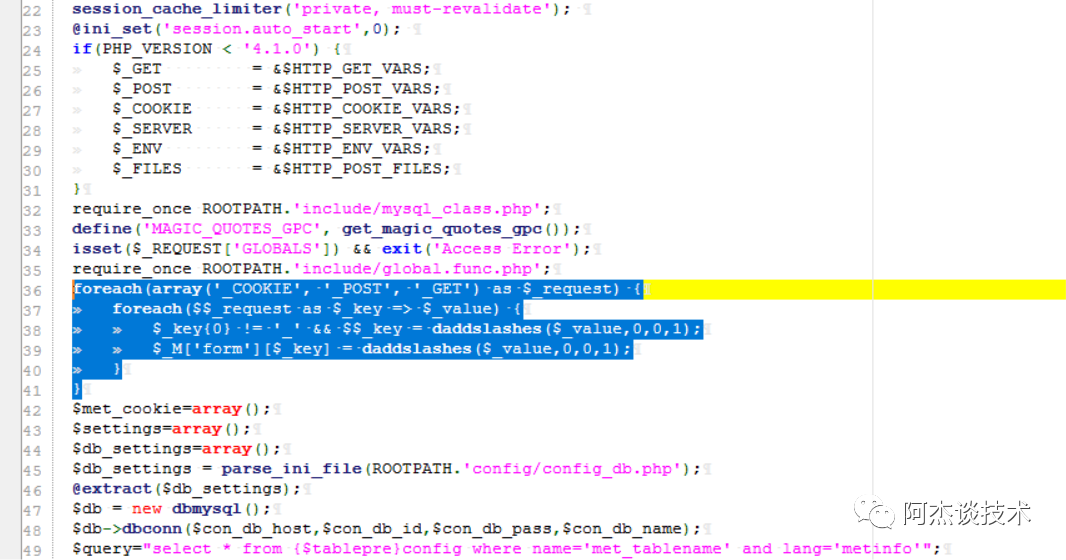 22 session_cache_limiter('private, must-revalidate');
23 @ini_set('session.auto_start',0);
24 if(PHP_VERSION < '4.1.0') {
25 $_GET = &$HTTP_GET_VARS;
26 $_POST = &$HTTP_POST_VARS;
27 $_COOKIE = &$HTTP_COOKIE_VARS;
28 $_SERVER = &$HTTP_SERVER_VARS;
29 $_ENV = &$HTTP_ENV_VARS;
30 $_FILES = &$HTTP_POST_FILES;
31 }
32 require_once ROOTPATH.'include/mysql_class.php';
33 define('MAGIC_QUOTES_GPC', get_magic_quotes_gpc());
34 isset($_REQUEST['GLOBALS']) && exit('Access Error');
35 require_once ROOTPATH.'include/global.func.php';
36 foreach(array('_COOKIE', '_POST', '_GET') as $_request) {
37 foreach($$_request as $_key => $_value) {
38 $_key{0} != '_' && $$_key = daddslashes($_value,0,0,1);
39 $_M['form'][$_key] = daddslashes($_value,0,0,1);
40 }
41 }
42 $met_cookie=array();
43 $settings=array();
44 $db_settings=array();
45 $db_settings = parse_ini_file(ROOTPATH.'config/config_db.php');
46 @extract($db_settings);
47 $db = new dbmysql();
48 $db->dbconn($con_db_host,$con_db_id,$con_db_pass,$con_db_name);
49 $query="select * from {$tablepre}config where name='met_tablename' and lang='metinfo'";
阿杰谈技术